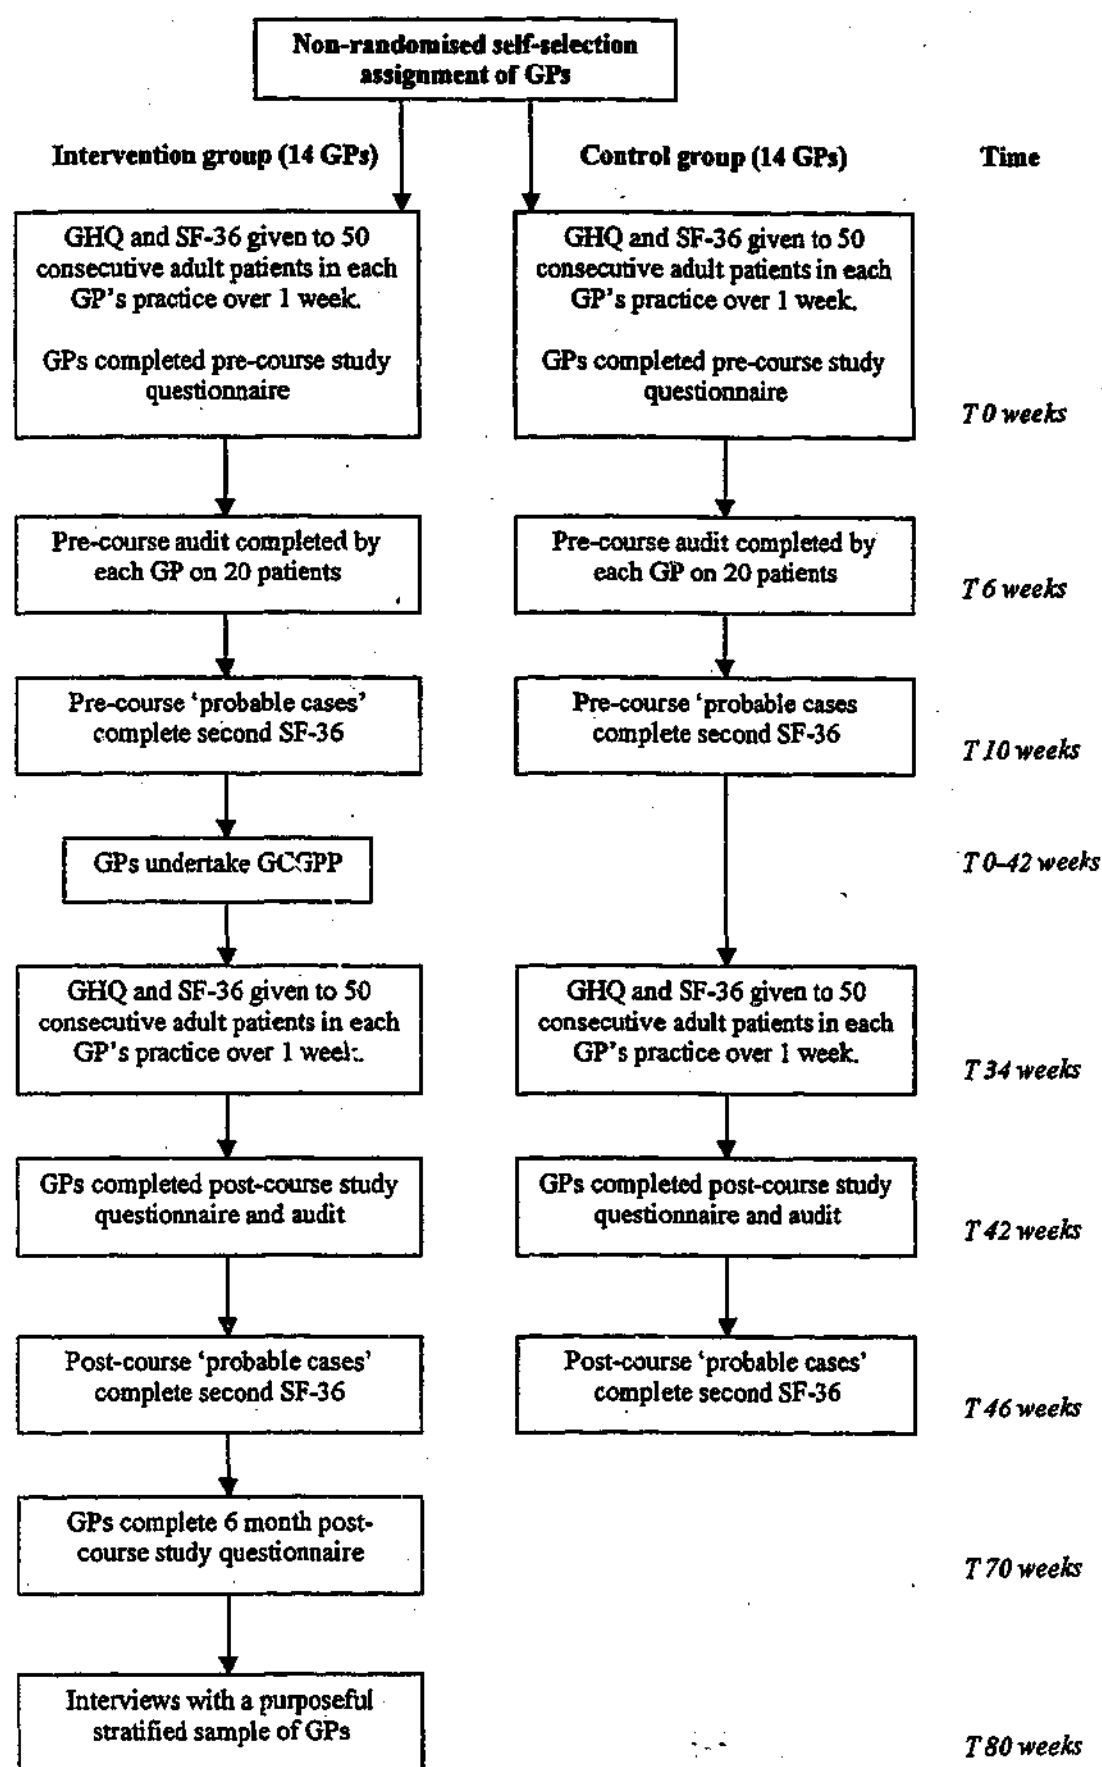 Non-randomised self-selection
assignment of GPs
Intervention group (14 GPs)
Control group (14 GPs)
Time
GHQ and SF-36 given to 50
consecutive adult patients in each
GP's practice over 1 week.
GPs completed pre-course study
questionnaire
GHQ and SF-36 given to 50
consecutive adult patients in each
GP's practice over 1 week.
GPs completed pre-course study
questionnaire
T 0 weeks
Pre-course audit completed by
each GP on 20 patients
Pre-course audit completed by
each GP on 20 patients
T 6 weeks
Pre-course 'probable cases'
complete second SF-36
Pre-course 'probable cases
complete second SF-36
T 10 weeks
GPs undertake GCGPP
T 0-42 weeks
GHQ and SF-36 given to 50
consecutive adult patients in each
GP's practice over 1 week.
GHQ and SF-36 given to 50
consecutive adult patients in each
GP's practice over 1 week.
T 34 weeks
GPs completed post-course study
questionnaire and audit
GPs completed post-course study
questionnaire and audit
T 42 weeks
Post-course 'probable cases'
complete second SF-36
Post-course 'probable cases'
complete second SF-36
T 46 weeks
GPs complete 6 month post-
course study questionnaire
T 70 weeks
Interviews with a purposeful
stratified sample of GPs
T 80 weeks